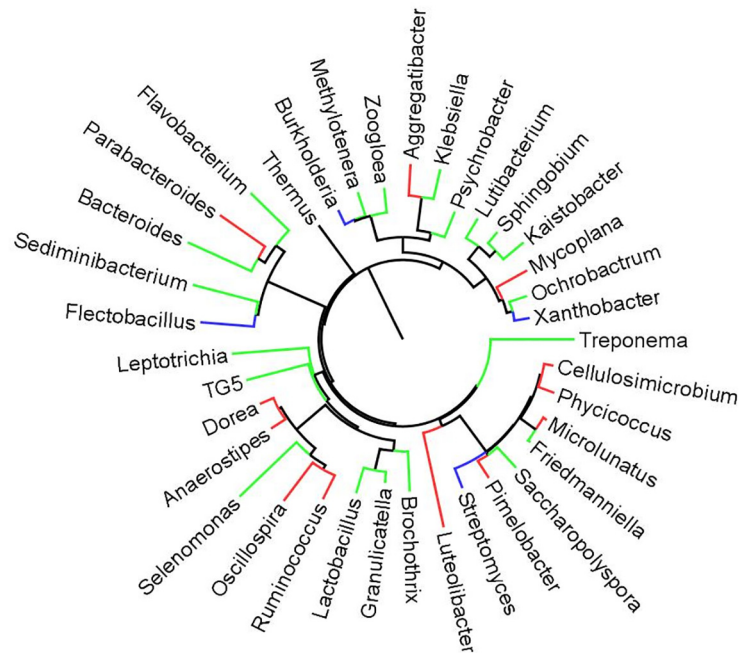 Aggregatibacter
Klebsiella
Psychrobacter
Lutibacterium
Sphingobium
Kaistobacter
Mycoplana
Ochrobactrum
Xanthobacter
Treponema
Cellulosimicrobium
Phycicoccus
Microlunatus
Friedmanniella
Saccharopolyspora
Pimelobacter
Streptomyces
Luteolibacter
Brochothrix
Granulicatella
Lactobacillus
Ruminococcus
Oscillospira
Selenomonas
Anaerostipes
Dorea
TG5
Leptotrichia
Flectobacillus
Sediminibacterium
Bacteroides
Parabacteroides
Flavobacterium
Thermus
Burkholderia
Methylotenera
Zoogloea